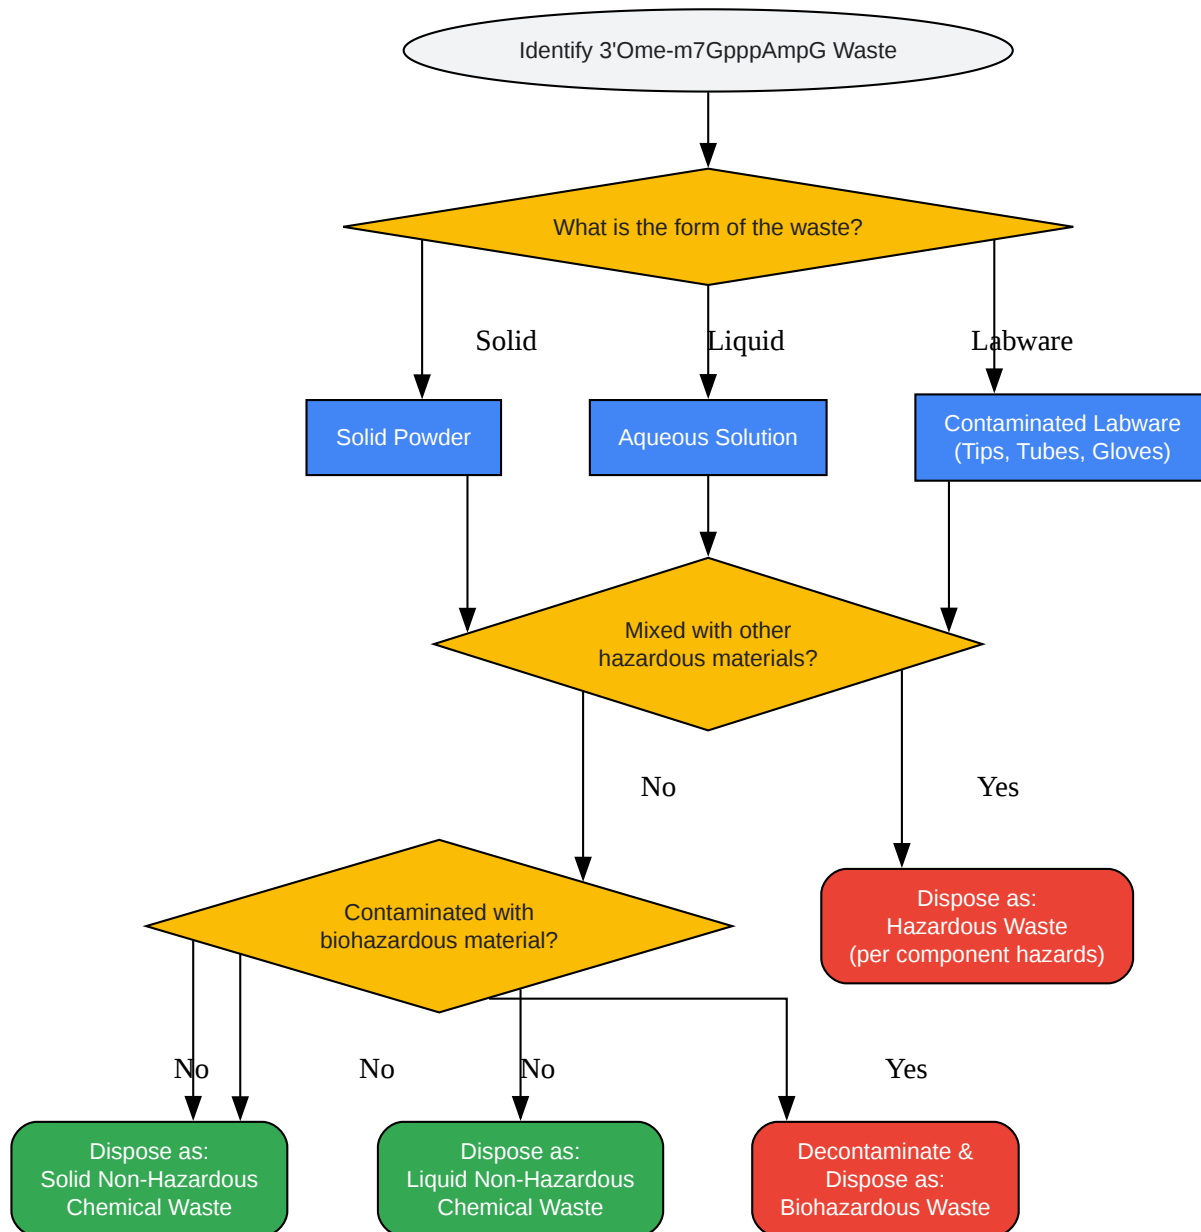 Identify 3'Ome-m7GpppAmpG Waste
What is the form of the waste?
Solid
Liquid
Labware
Solid Powder
Aqueous Solution
Contaminated Labware
(Tips, Tubes, Gloves)
Mixed with other
hazardous materials?
No
Yes
Contaminated with
biohazardous material?
Dispose as:
Hazardous Waste
(per component hazards)
No
No
No
Yes
Dispose as:
Solid Non-Hazardous
Chemical Waste
Dispose as:
Liquid Non-Hazardous
Chemical Waste
Decontaminate &
Dispose as:
Biohazardous Waste